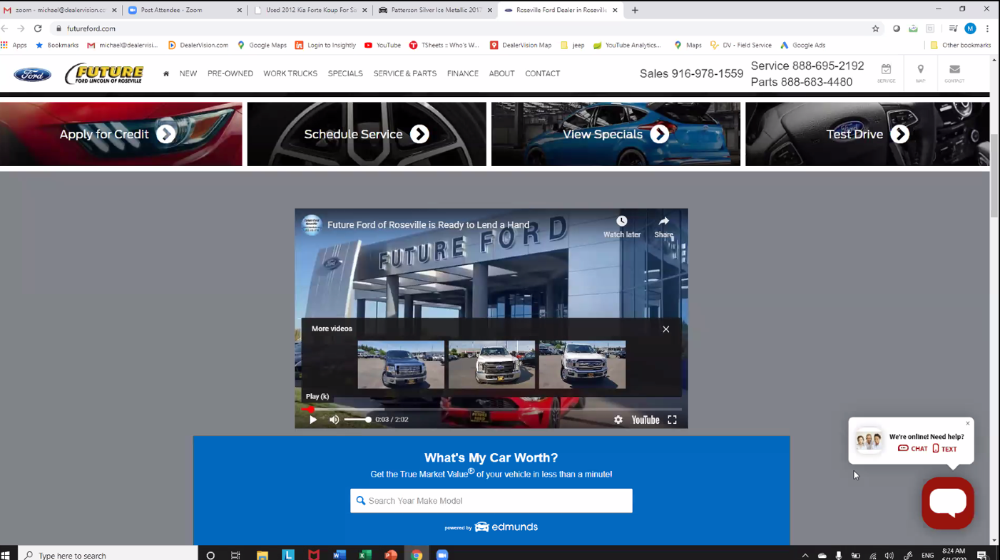 zoom - michael@dealervision.co
Post Attendee - Zoom
Used 2012 Kia Forte Koup For Sa
Patterson Silver Ice Metallic 2017
Roseville Ford Dealer in Roseville
futureford.com
M
Apps
Bookmarks
michael@dealervisi...
DealerVision.com
Google Maps
Login to Insightly
YouTube
TSheets :: Who's W...
DealerVision Map
jeep
YouTube Analytics...
Maps
DV - Field Service
Google Ads
Other bookmarks
Ford
FUTURE
FORD LINCOLN OF ROSEVILLE
NEW
PRE-OWNED
WORK TRUCKS
SPECIALS
SERVICE & PARTS
FINANCE
ABOUT
CONTACT
Sales 916-978-1559
Service 888-695-2192
Parts 888-683-4480
SERVICE
MAP
CONTACT
Apply for Credit
Schedule Service
View Specials
Test Drive
Future Ford of Roseville is Ready to Lend a Hand
Watch later
Share
FUTURE FORD
More videos
Play (k)
0:03 / 2:02
YouTube
We're online! Need help?
CHAT
TEXT
What's My Car Worth?
Get the True Market Value® of your vehicle in less than a minute!
Search Year Make Model
powered by edmunds
Type here to search
ENG
8:24 AM